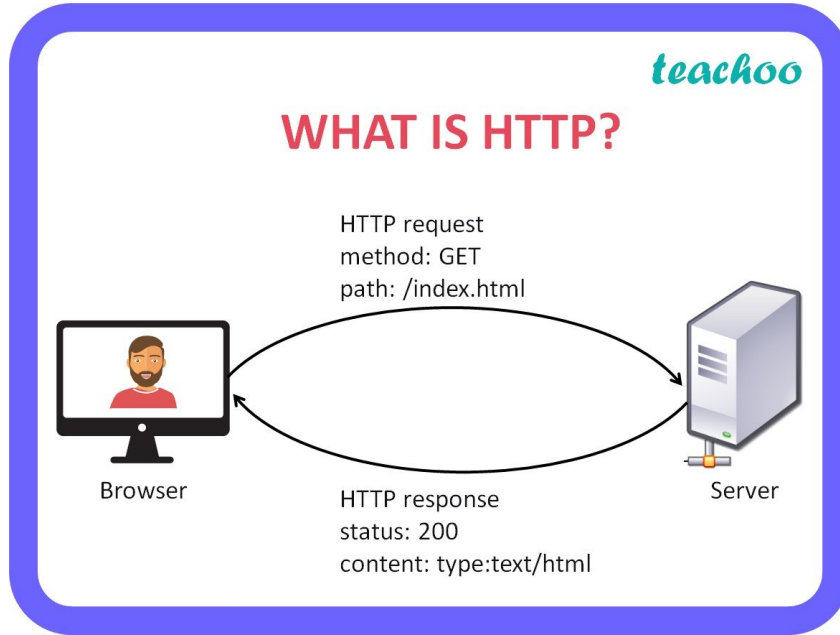 teachoo
WHAT IS HTTP?
HTTP request
method: GET
path: /index.html
Browser
Server
HTTP response
status: 200
content: type:text/html